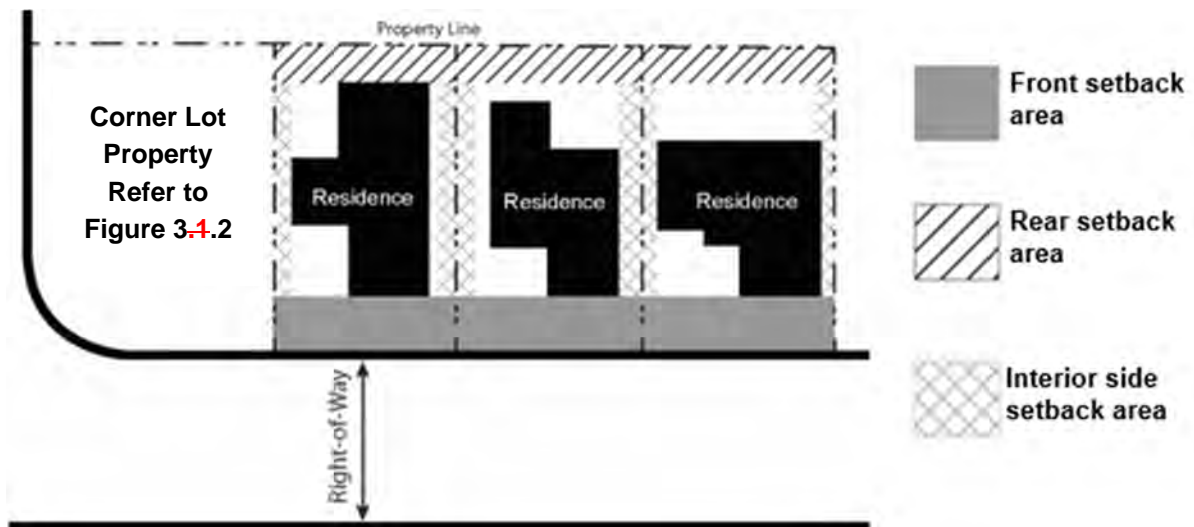 Property Line
Corner Lot
Property
Refer to
Figure 3.1.2
Residence
Residence
Residence
Right-of-Way
Front setback
area
Rear setback
area
Interior side
setback area